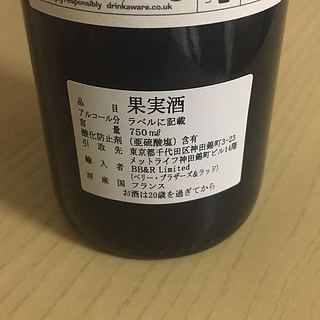 responsibly drinkaware.co.uk
品目 果実酒
アルコール分 ラベルに記載
容量 750mℓ
酸化防止剤 (亜硫酸塩) 含有
引取先 東京都千代田区神田錦町3-23
メットライフ神田錦町ビル14階
輸入者 BB&R Limited
(ベリー・ブラザーズ&ラッド)
原産国 フランス
お酒は20歳を過ぎてから